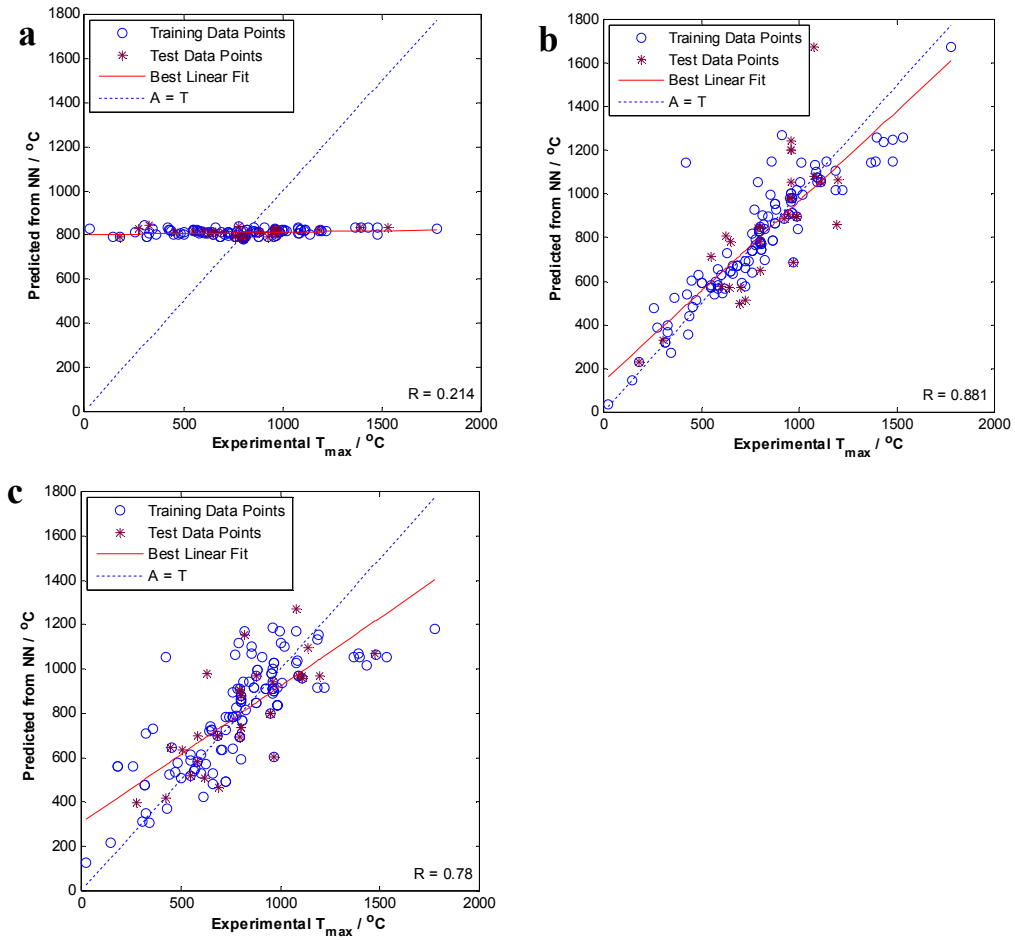 a
1800
1600
1400
1200
1000
800
600
400
200
0
0 500 1000 1500 2000
Predicted from NN / °C
Experimental Tmax / °C
Training Data Points
Test Data Points
Best Linear Fit
A = T
R = 0.214
b
1800
1600
1400
1200
1000
800
600
400
200
0
0 500 1000 1500 2000
Predicted from NN / °C
Experimental Tmax / °C
Training Data Points
Test Data Points
Best Linear Fit
A = T
R = 0.881
c
1800
1600
1400
1200
1000
800
600
400
200
0
0 500 1000 1500 2000
Predicted from NN / °C
Experimental Tmax / °C
Training Data Points
Test Data Points
Best Linear Fit
A = T
R = 0.78